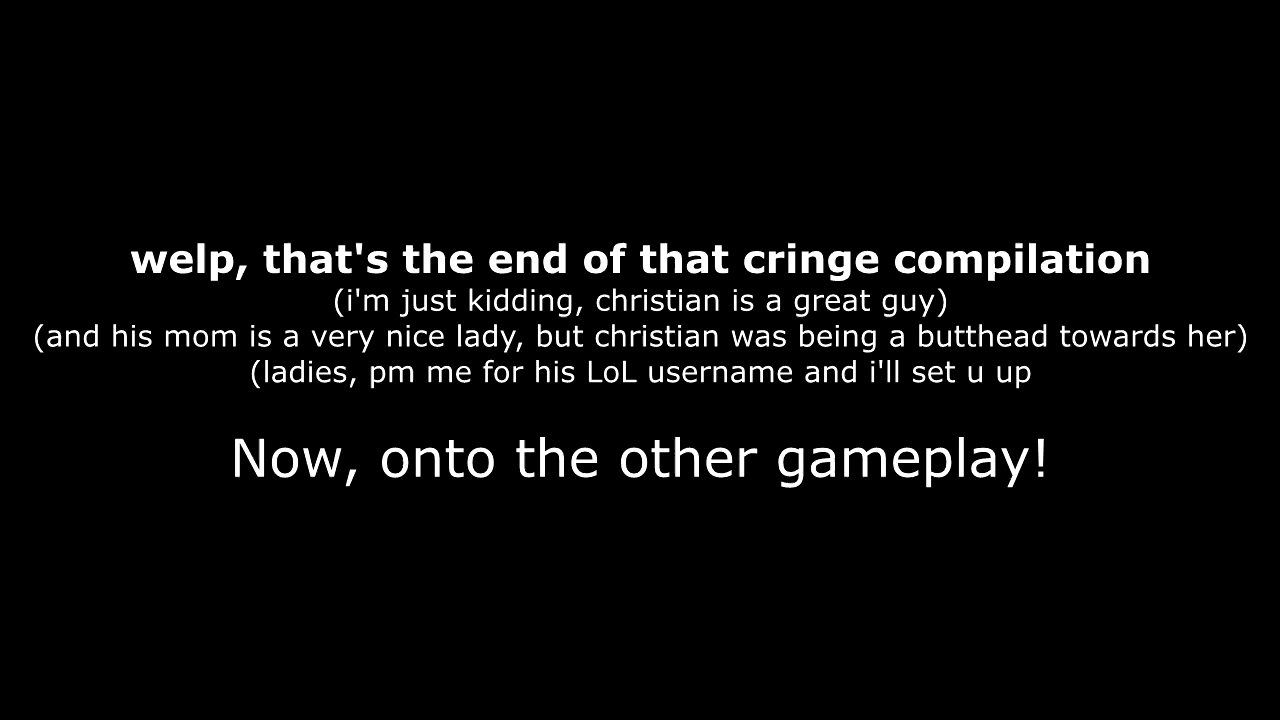 welp, that's the end of that cringe compilation
(i'm just kidding, christian is a great guy)
(and his mom is a very nice lady, but christian was being a butthead towards her)
(ladies, pm me for his LoL username and i'll set u up
Now, onto the other gameplay!